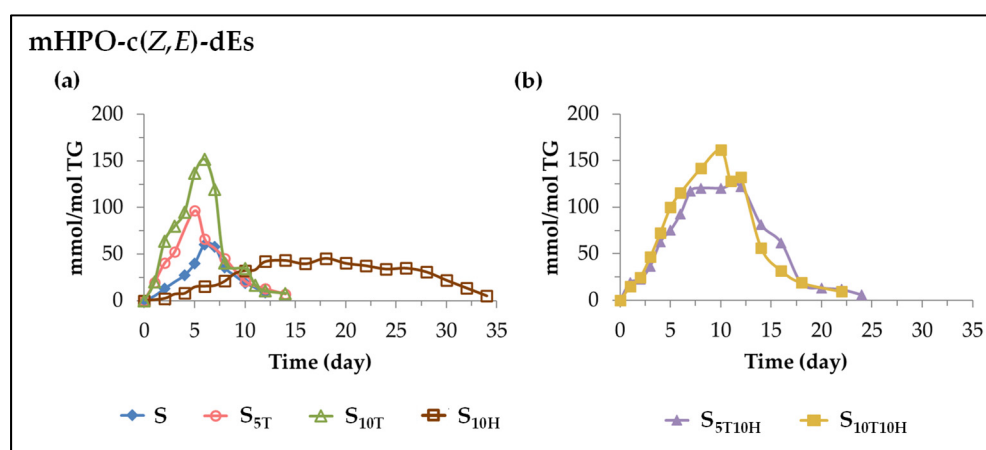 mHPO-c(Z,E)-dEs
(a)
mmol/mol TG
200
150
100
50
0
0 5 10 15 20 25 30 35
Time (day)
(b)
mmol/mol TG
200
150
100
50
0
0 5 10 15 20 25 30 35
Time (day)
S S5T S10T S10H
S5T10H S10T10H